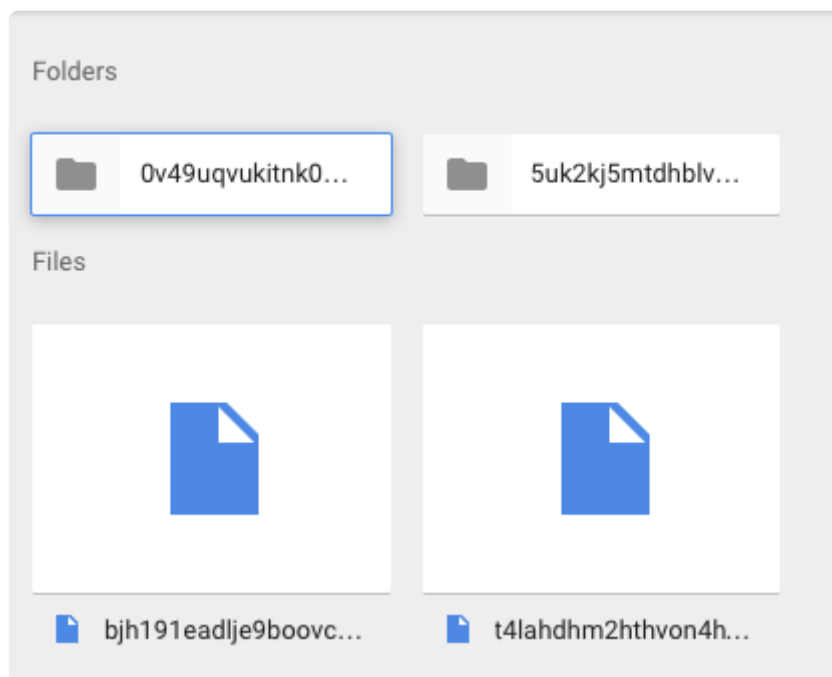 Folders
0v49uqvukitnk0...
5uk2kj5mtdhblv...
Files
bjh191eadlje9boovc...
t4lahdhm2hthvon4h...